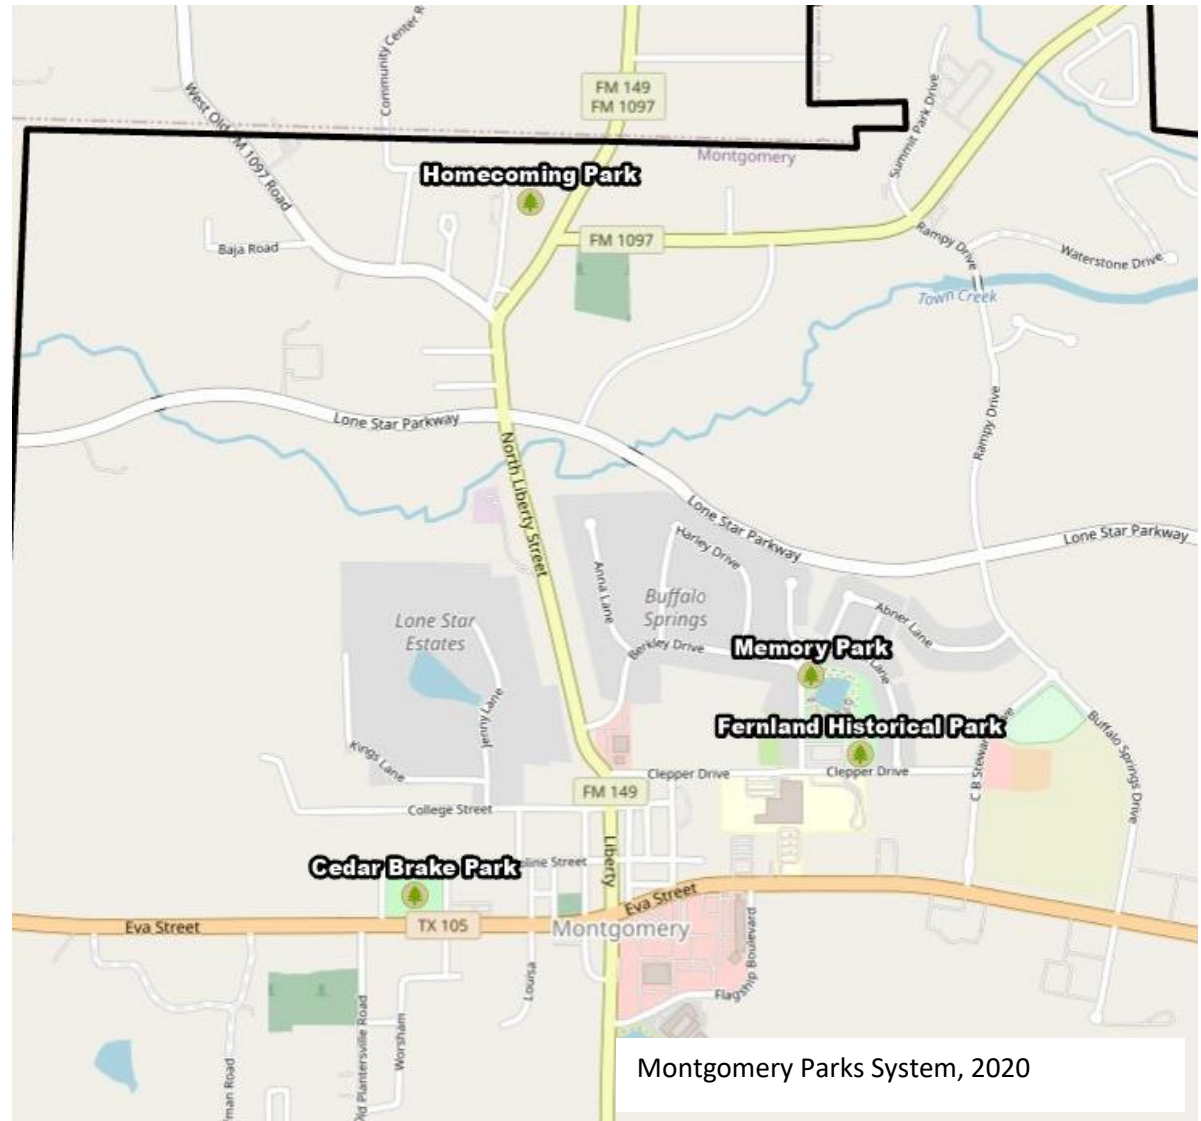 Community Center R
FM 149
FM 1097
West Old FM 1097 Road
Summit Park Drive
Montgomery
Homecoming Park
FM 1097
Baja Road
Rampy Drive
Waterstone Drive
Town Creek
Lone Star Parkway
Rampy Drive
North Liberty Street
Lone Star Parkway
Lone Star Parkway
Harley Drive
Anna Lane
Buffalo
Springs
Lone Star
Estates
Abner Lane
Berkley Drive
Memory Park
Lane
Jenny Lane
Fernland Historical Park
Buffalo Springs Drive
Kings Lane
Clepper Drive
Clepper Drive
C B Stewar
ve
FM 149
College Street
Liberty
Cedar Brake Park
oline Street
Eva Street
Eva Street
TX 105
Montgomery
Louisa
Flagship Boulevard
Old Plantersville Road
Worsham
man Road
Montgomery Parks System, 2020